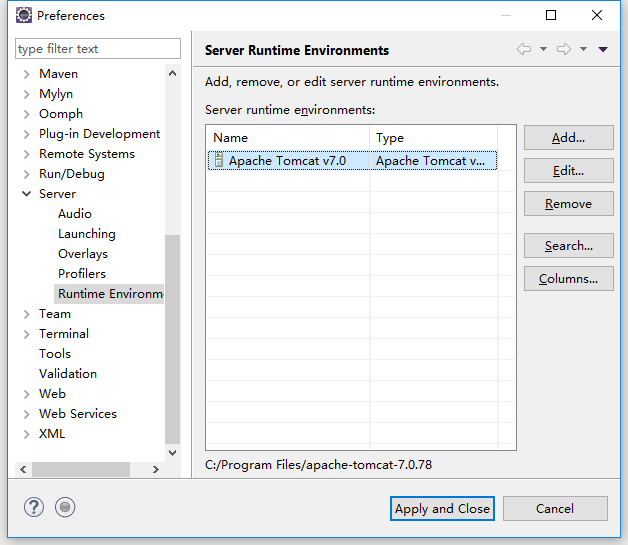 Preferences
type filter text
Maven
Mylyn
Oomph
Plug-in Development
Remote Systems
Run/Debug
Server
Audio
Launching
Overlays
Profilers
Runtime Environm
Team
Terminal
Tools
Validation
Web
Web Services
XML
Server Runtime Environments
Add, remove, or edit server runtime environments.
Server runtime environments:
Name Type
Apache Tomcat v7.0 Apache Tomcat v...
Add...
Edit...
Remove
Search...
Columns...
C:/Program Files/apache-tomcat-7.0.78
? Apply and Close Cancel